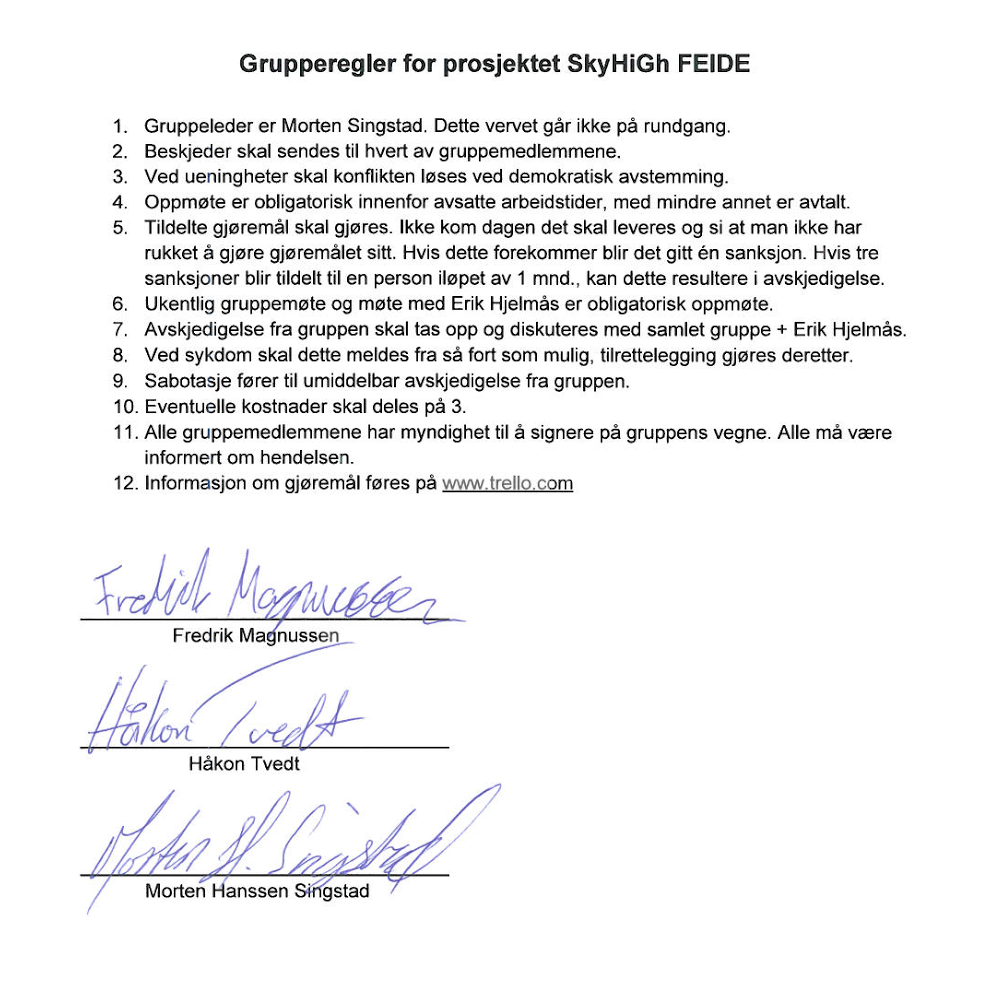 Grupperegler for prosjektet SkyHiGh FEIDE
1. Gruppeleder er Morten Singstad. Dette vervet går ikke på rundgang.
2. Beskjeder skal sendes til hvert av gruppemedlemmene.
3. Ved ueningheter skal konflikten løses ved demokratisk avstemming.
4. Oppmøte er obligatorisk innenfor avsatte arbeidstider, med mindre annet er avtalt.
5. Tildelte gjøremål skal gjøres. Ikke kom dagen det skal leveres og si at man ikke har
rukket å gjøre gjøremålet sitt. Hvis dette forekommer blir det gitt én sanksjon. Hvis tre
sanksjoner blir tildelt til en person iløpet av 1 mnd., kan dette resultere i avskjedigelse.
6. Ukentlig gruppemøte og møte med Erik Hjelmås er obligatorisk oppmøte.
7. Avskjedigelse fra gruppen skal tas opp og diskuteres med samlet gruppe + Erik Hjelmås.
8. Ved sykdom skal dette meldes fra så fort som mulig, tilrettelegging gjøres deretter.
9. Sabotasje fører til umiddelbar avskjedigelse fra gruppen.
10. Eventuelle kostnader skal deles på 3.
11. Alle gruppemedlemmene har myndighet til å signere på gruppens vegne. Alle må være
informert om hendelsen.
12. Informasjon om gjøremål føres på www.trello.com
Fredrik Magnussen
Fredrik Magnussen
Håkon Tvedt
Håkon Tvedt
Morten H. Singstad
Morten Hanssen Singstad